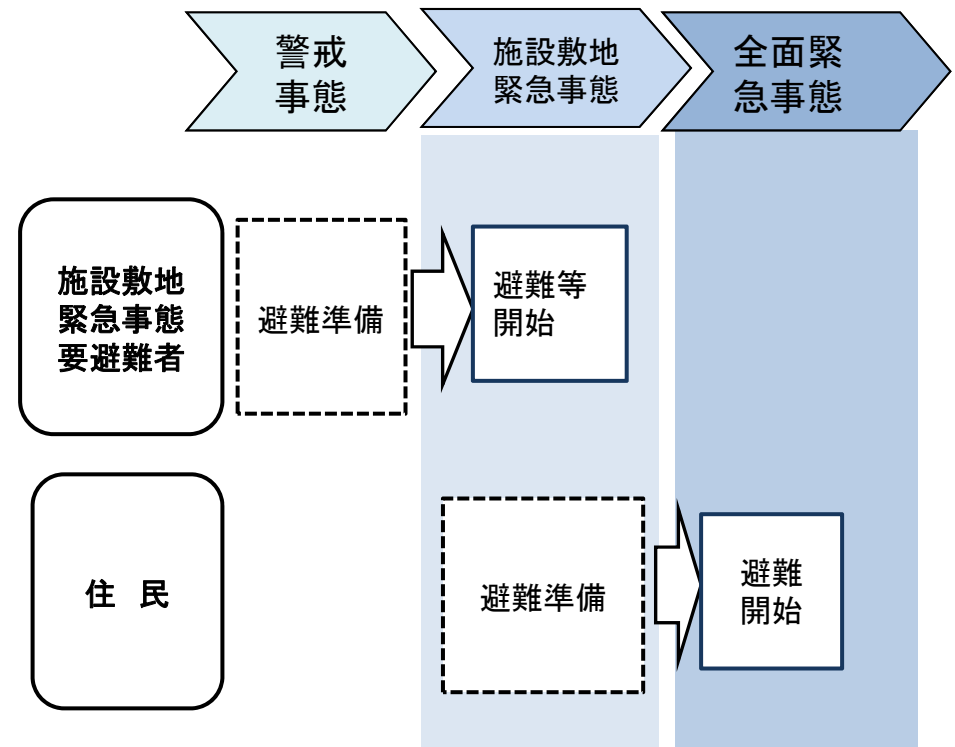 警戒
事態
施設敷地
緊急事態
全面緊
急事態
施設敷地
緊急事態
要避難者
避難準備
避難等
開始
住 民
避難準備
避難
開始